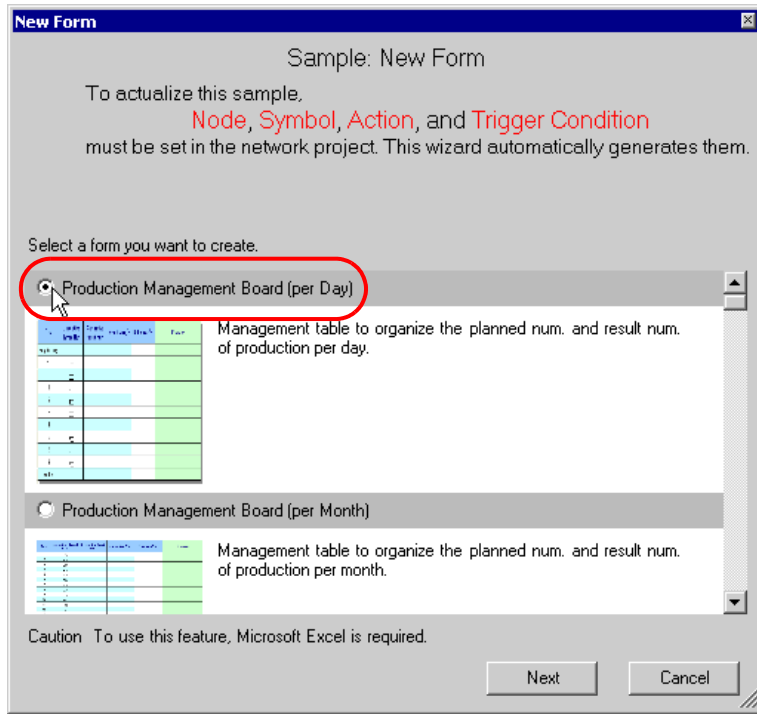 New Form
Sample: New Form
To actualize this sample,
Node, Symbol, Action, and Trigger Condition
must be set in the network project. This wizard automatically generates them.
Select a form you want to create.
Production Management Board (per Day)
Management table to organize the planned num. and result num.
of production per day.
Production Management Board (per Month)
Management table to organize the planned num. and result num.
of production per month.
Caution To use this feature, Microsoft Excel is required.
Next
Cancel